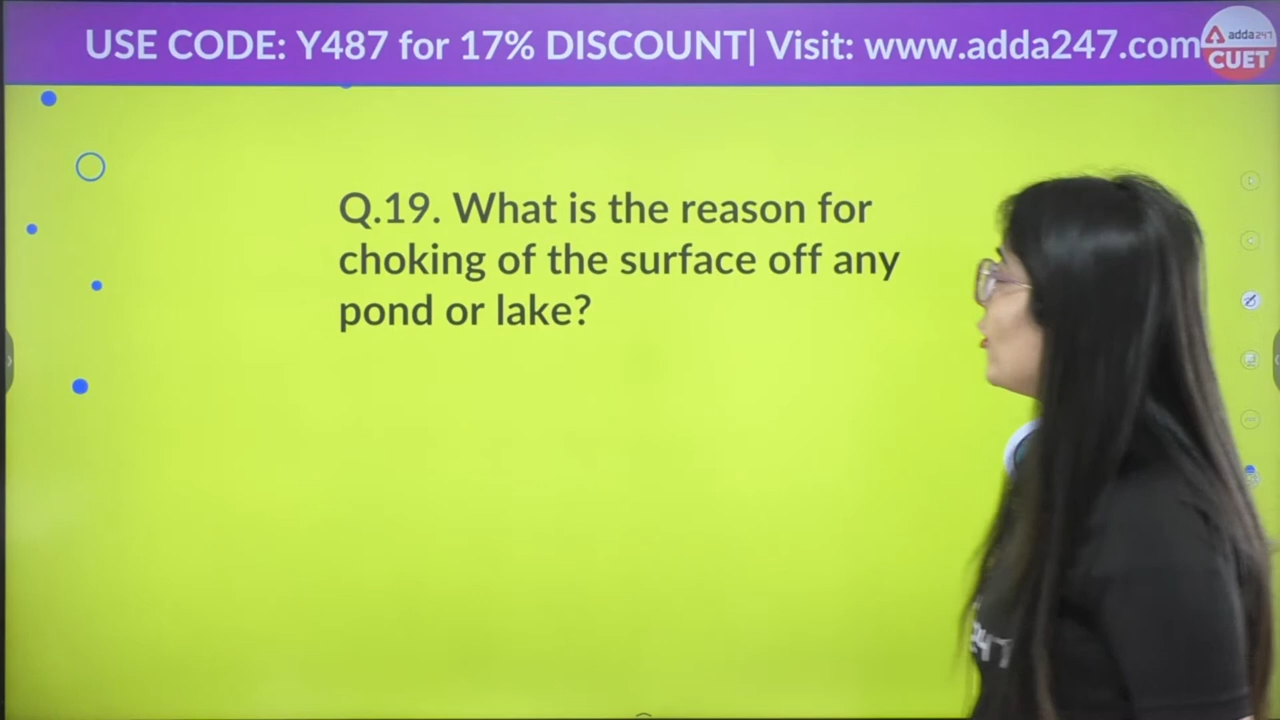 USE CODE: Y487 for 17% DISCOUNT| Visit: www.adda247.com
adda247
CUET
Q.19. What is the reason for
choking of the surface off any
pond or lake?
247